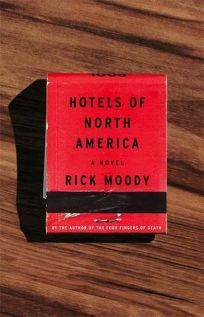 HOTELS OF
NORTH
AMERICA
A NOVEL
RICK MOODY
BY THE AUTHOR OF THE FOUR FINGERS OF DEATH